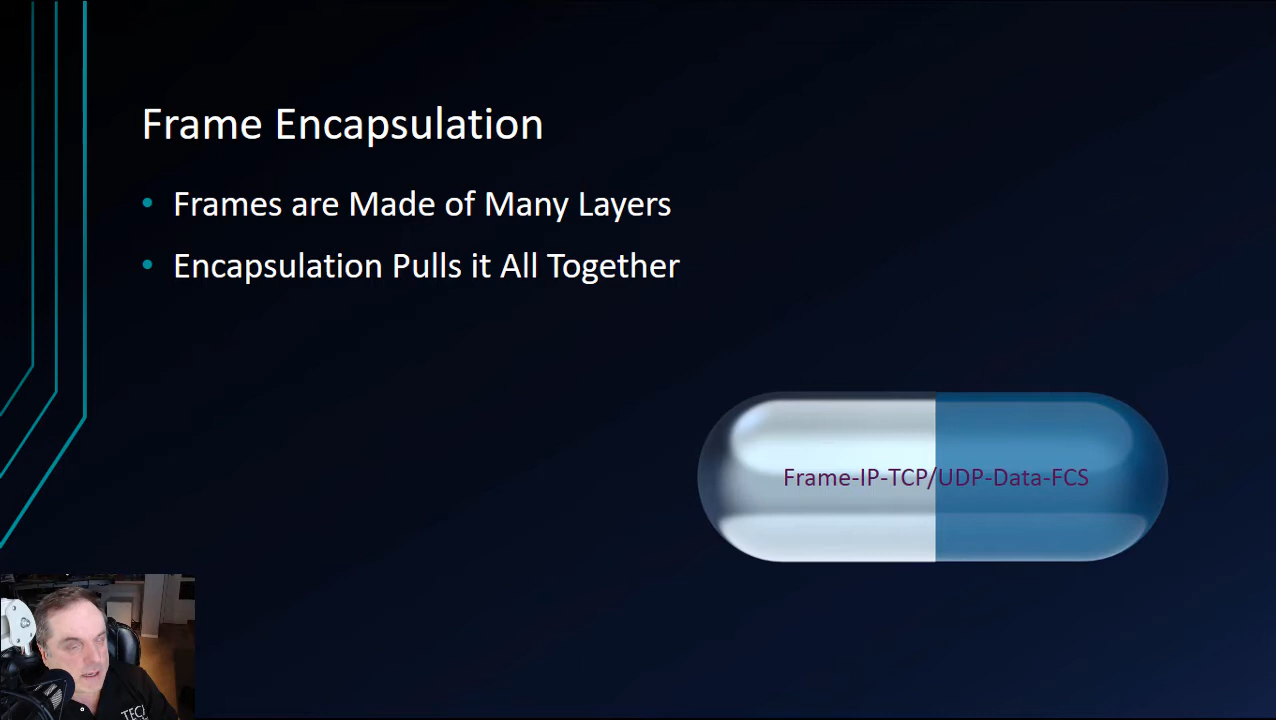 Frame Encapsulation
Frames are Made of Many Layers
Encapsulation Pulls it All Together
Frame-IP-TCP/UDP-Data-FCS